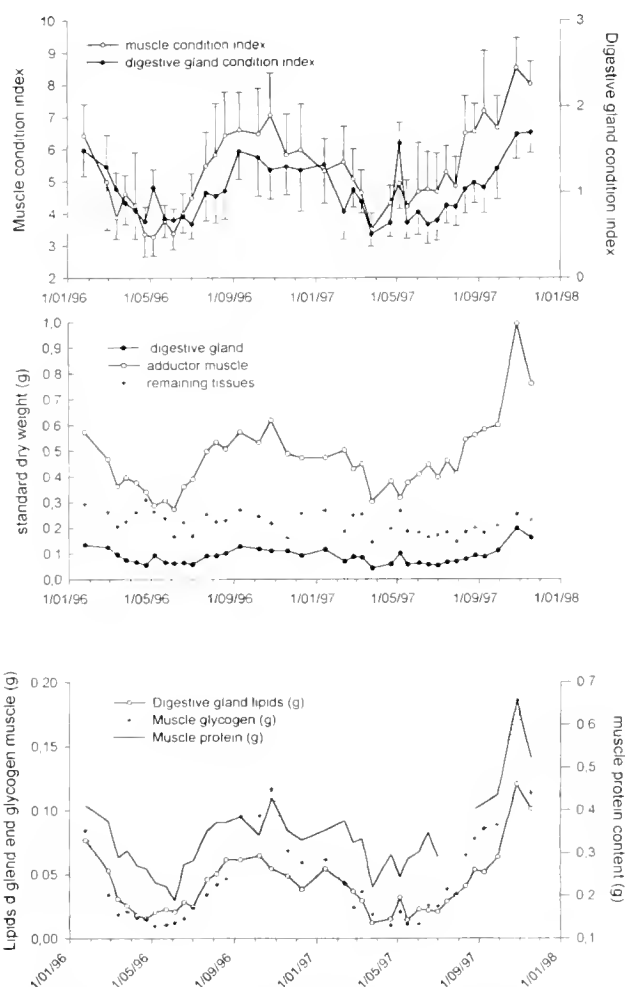 10
9
8
7
6
5
4
3
2
Muscle condition index
muscle condition index
digestive gland condition index
3
2
1
0
Digestive gland condition index
1/01/96 1/05/96 1/09/96 1/01/97 1/05/97 1/09/97 1/01/98
1,0
0,9
0,8
0,7
0,6
0,5
0,4
0,3
0,2
0,1
0,0
standard dry weight (g)
digestive gland
adductor muscle
remaining tissues
1/01/96 1/05/96 1/09/96 1/01/97 1/05/97 1/09/97 1/01/98
0,20
0,15
0,10
0,05
0,00
Lipids d gland and glycogen muscle (g)
Digestive gland lipids (g)
Muscle glycogen (g)
Muscle protein (g)
0,7
0,6
0,5
0,4
0,3
0,2
0,1
muscle protein content (g)
1/01/96 1/05/96 1/09/96 1/01/97 1/05/97 1/09/97 1/01/98